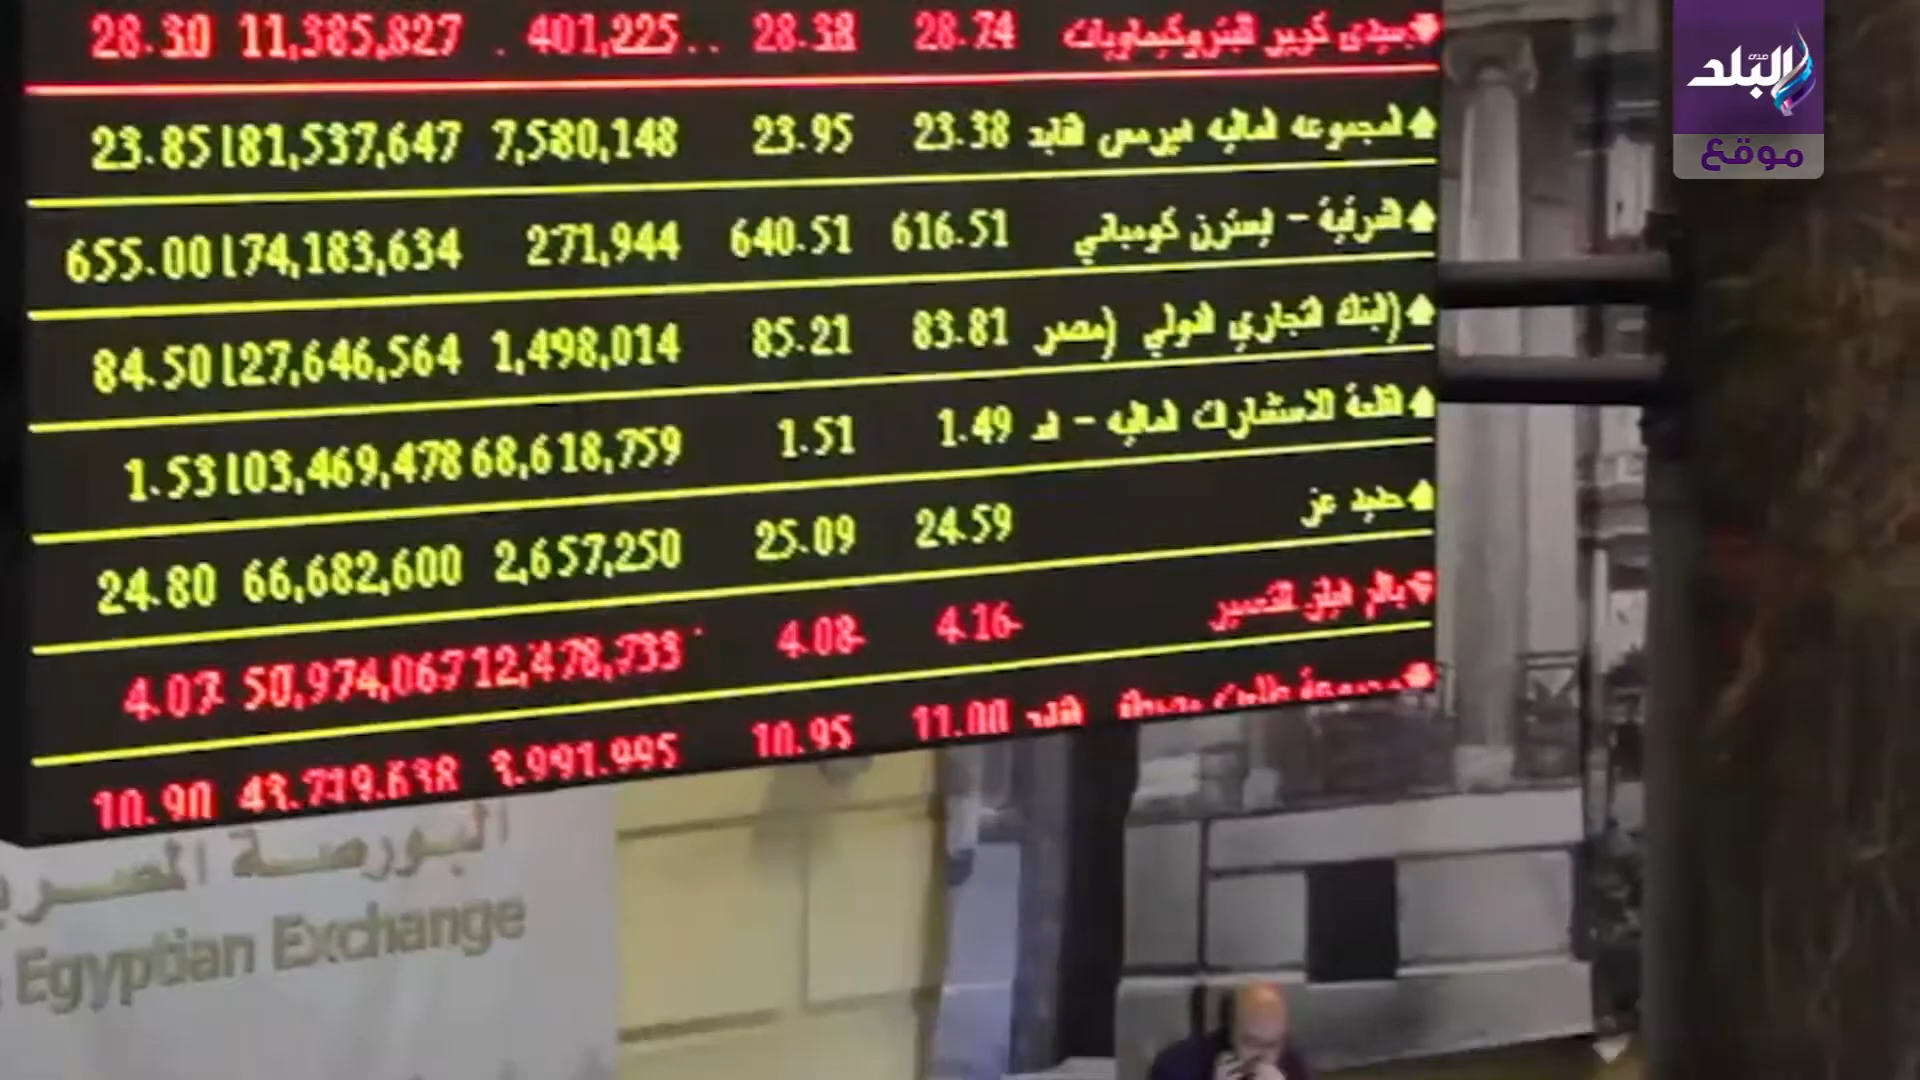 سيدى كرير للبتروكيماويات 28.74 28.38 401,225 11,385,827 28.30
المجموعه الماليه هيرمس القابضه 23.38 23.95 7,580,148 181,537,647 23.85
الشرقية - ايسترن كومباني 616.51 640.51 271,944 174,183,634 655.00
(البنك التجاري الدولي (مصر 83.81 85.21 1,498,014 127,646,564 84.50
القلعة للاستشارات الماليه - 1.49 1.51 68,618,759 103,469,478 1.53
حديد عز 24.59 25.09 2,657,250 66,682,600 24.80
بالم هيلز للتعمير 4.16 4.08 12,478,733 50,974,067 4.07
مجموعة طلعت مصطفى 11.00 10.95 3,991,995 10.90
البورصة المصرية
Egyptian Exchange
صدى البلد
موقع